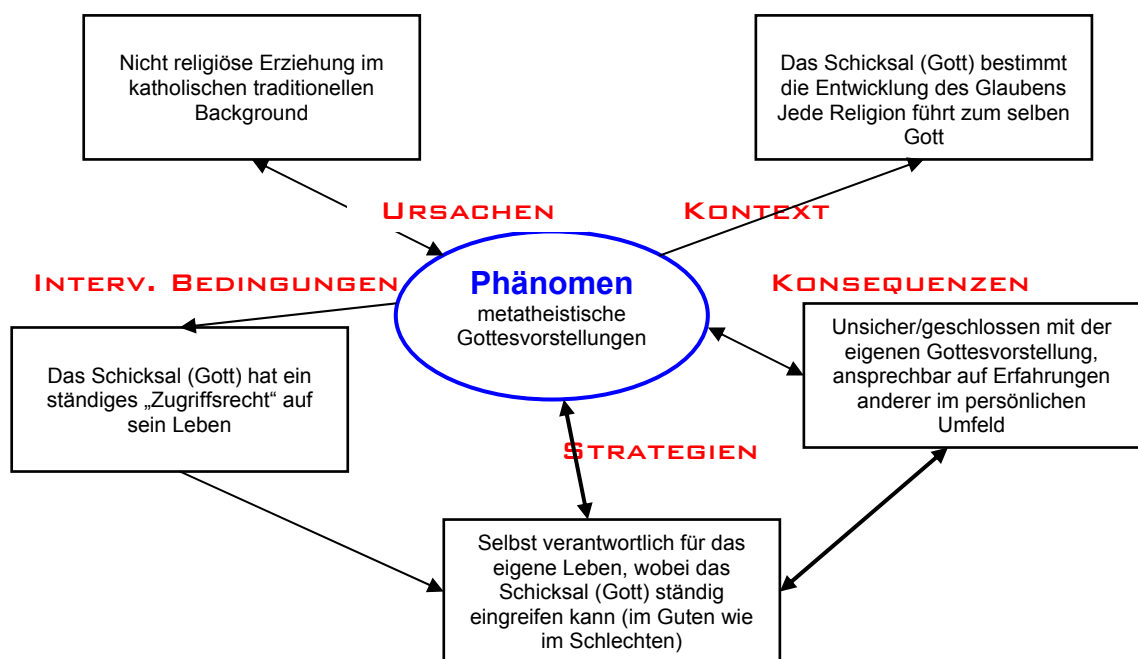 Nicht religiöse Erziehung im
katholischen traditionellen
Background
Das Schicksal (Gott) bestimmt
die Entwicklung des Glaubens
Jede Religion führt zum selben
Gott
URSACHEN
KONTEXT
INTERV. BEDINGUNGEN
Phänomen
metatheistische
Gottesvorstellungen
KONSEQUENZEN
Das Schicksal (Gott) hat ein
ständiges „Zugriffsrecht“ auf
sein Leben
Unsicher/geschlossen mit der
eigenen Gottesvorstellung,
ansprechbar auf Erfahrungen
anderer im persönlichen
Umfeld
STRATEGIEN
Selbst verantwortlich für das
eigene Leben, wobei das
Schicksal (Gott) ständig
eingreifen kann (im Guten wie
im Schlechten)